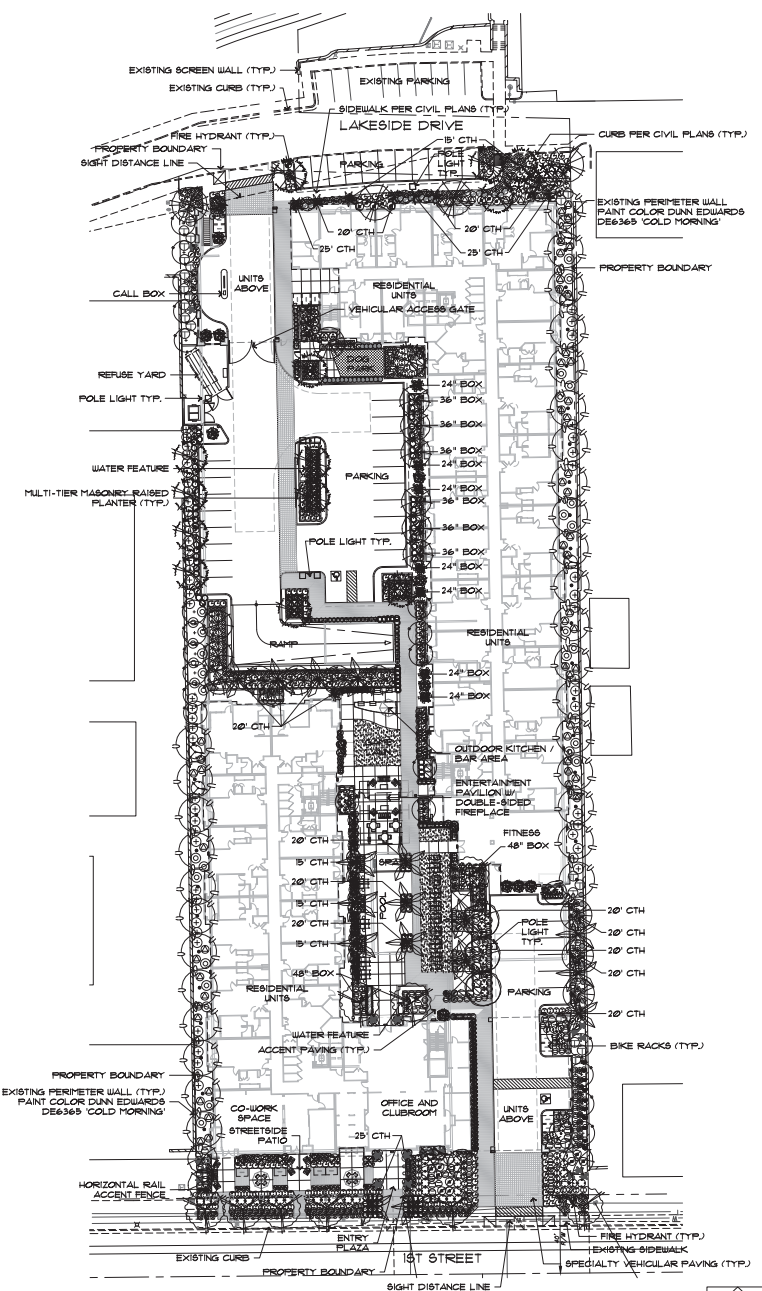 EXISTING SCREEN WALL (TYP.)
EXISTING PARKING
EXISTING CURB (TYP.)
SIDEWALK PER CIVIL PLANS (TYP.)
LAKESIDE DRIVE
FIRE HYDRANT (TYP.)
15' CTH
CURB PER CIVIL PLANS (TYP.)
PROPERTY BOUNDARY
SIGHT DISTANCE LINE
PARKING
POLE
LIGHT
TYP.
EXISTING PERIMETER WALL
PAINT COLOR DUNN EDWARDS
DE6365 'COLD MORNING'
20' CTH
20' CTH
25' CTH
25' CTH
PROPERTY BOUNDARY
UNITS
ABOVE
RESIDENTIAL
UNITS
CALL BOX
VEHICULAR ACCESS GATE
DOG
PARK
REFUSE YARD
24" BOX
POLE LIGHT TYP.
36" BOX
36" BOX
36" BOX
24" BOX
WATER FEATURE
PARKING
24" BOX
MULTI-TIER MASONRY RAISED
PLANTER (TYP.)
36" BOX
36" BOX
POLE LIGHT TYP.
36" BOX
24" BOX
24" BOX
RESIDENTIAL
UNITS
RAMP
24" BOX
24" BOX
20' CTH
OUTDOOR KITCHEN /
BAR AREA
ENTERTAINMENT
PAVILION W/
DOUBLE-SIDED
FIREPLACE
FITNESS
48" BOX
20' CTH
15' CTH
SPA
20' CTH
15' CTH
POOL
20' CTH
15' CTH
20' CTH
POLE
LIGHT
TYP.
20' CTH
20' CTH
20' CTH
48" BOX
RESIDENTIAL
UNITS
PARKING
20' CTH
WATER FEATURE
ACCENT PAVING (TYP.)
BIKE RACKS (TYP.)
PROPERTY BOUNDARY
EXISTING PERIMETER WALL (TYP.)
PAINT COLOR DUNN EDWARDS
DE6365 'COLD MORNING'
CO-WORK
SPACE
OFFICE AND
CLUBROOM
UNITS
ABOVE
STREETSIDE
PATIO
25' CTH
HORIZONTAL RAIL
ACCENT FENCE
ENTRY
PLAZA
FIRE HYDRANT (TYP.)
EXISTING SIDEWALK
EXISTING CURB
1ST STREET
SPECIALTY VEHICULAR PAVING (TYP.)
PROPERTY BOUNDARY
SIGHT DISTANCE LINE